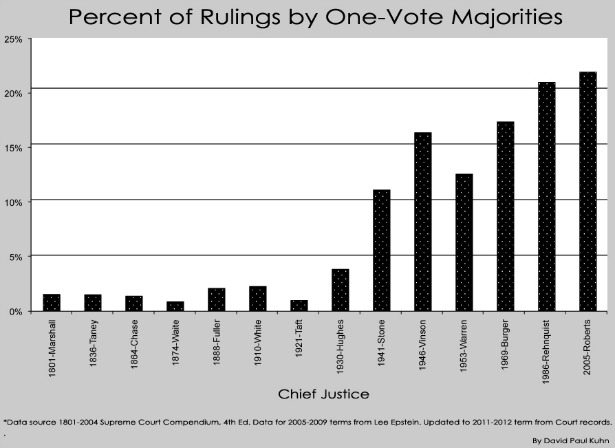 Percent of Rulings by One-Vote Majorities
25%
20%
15%
10%
5%
0%
1801-Marshall
1836-Taney
1864-Chase
1874-Waite
1888-Fuller
1910-White
1921-Taft
1930-Hughes
1941-Stone
1946-Vinson
1953-Warren
1969-Burger
1986-Rehnquist
2005-Roberts
Chief Justice
*Data source 1801-2004 Supreme Court Compendium, 4th Ed. Data for 2005-2009 terms from Lee Epstein. Updated to 2011-2012 term from Court records.
.
By David Paul Kuhn